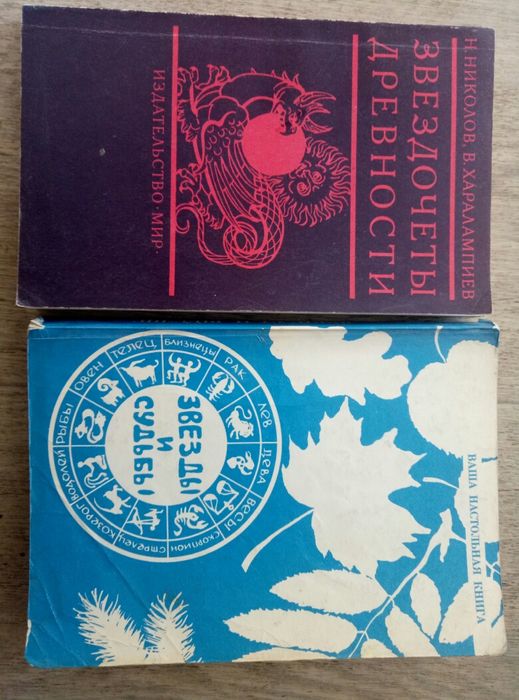 Н. НИКОЛОВ, В. ХАРАЛАМПИЕВ
ЗВЕЗДОЧЕТЫ
ДРЕВНОСТИ
ИЗДАТЕЛЬСТВО · МИР ·
ОВЕН
ТЕЛЕЦ
БЛИЗНЕЦЫ
РАК
ЛЕВ
ДЕВА
ВЕСЫ
СКОРПИОН
СТРЕЛЕЦ
КОЗЕРОГ
ВОДОЛЕЙ
РЫБЫ
ЗВЕЗДЫ
И
СУДЬБЫ
ВАША НАСТОЛЬНАЯ КНИГА